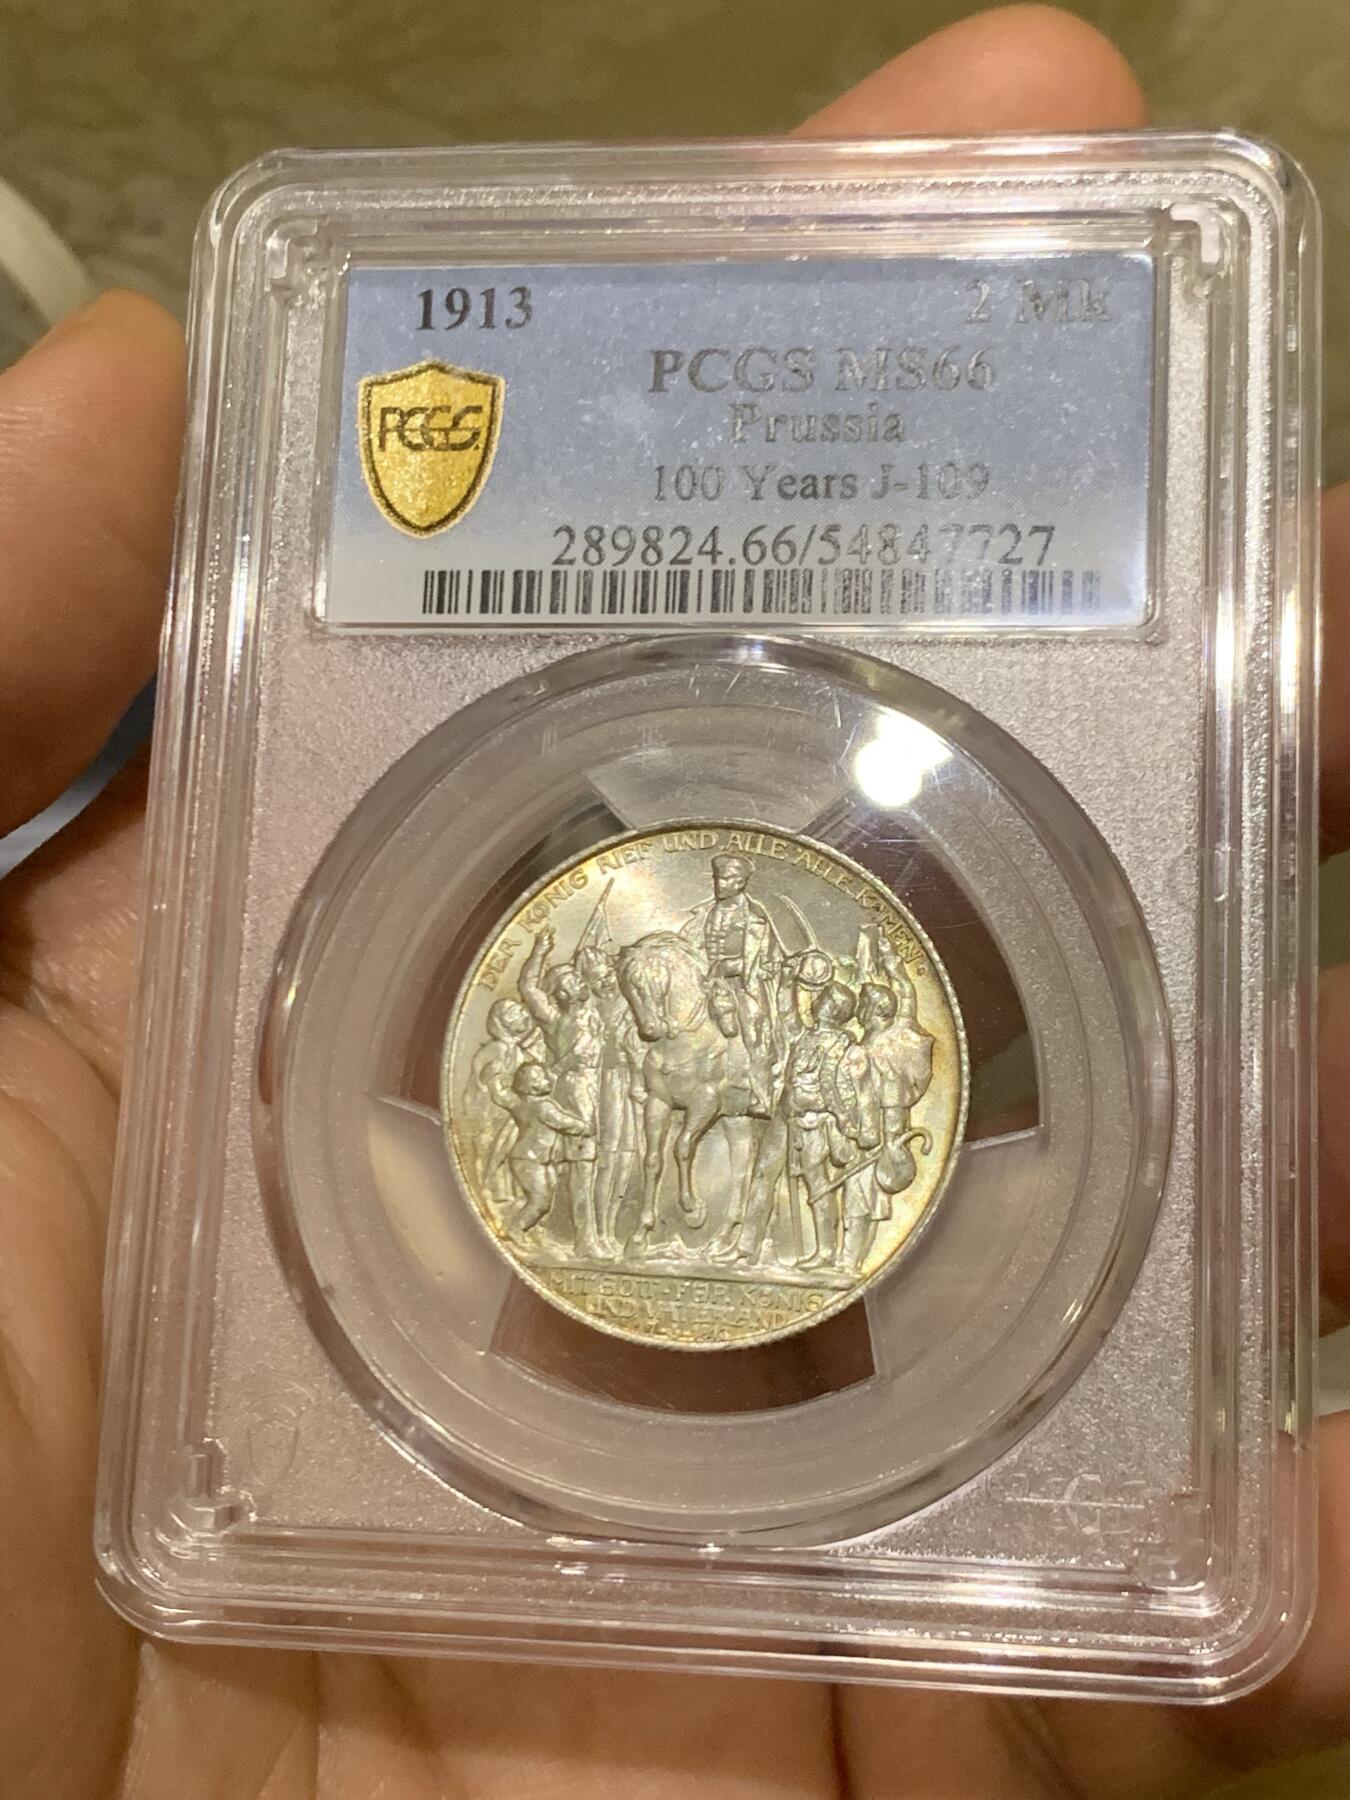 1913 2 Mk
PCGS MS66
PCGS
Prussia
100 Years J-109
289824.66/54847727
DER KÖNIG RIEF UND ALLE ALLE KAMEN.
MIT GOTT FÜR KÖNIG
UND VATERLAND